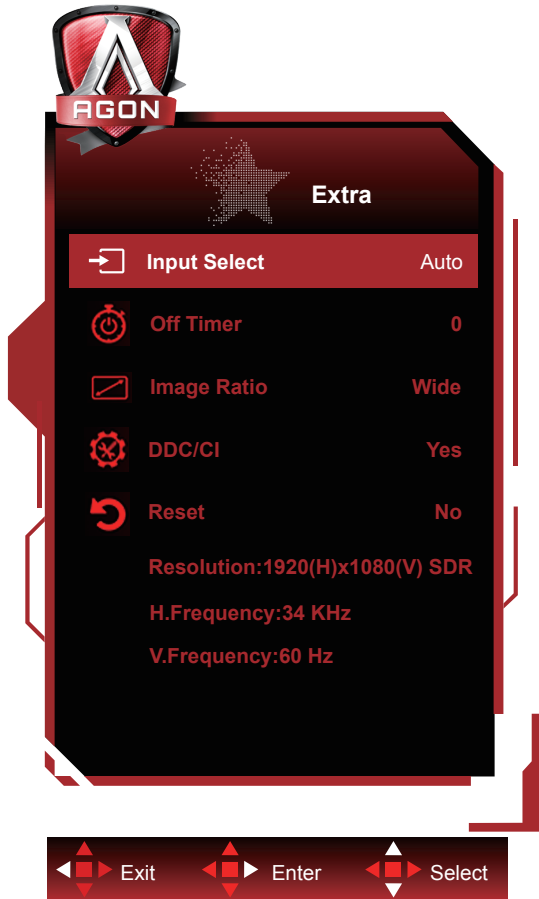 AGON
Extra
Input Select Auto
Off Timer 0
Image Ratio Wide
DDC/CI Yes
Reset No
Resolution:1920(H)x1080(V) SDR
H.Frequency:34 KHz
V.Frequency:60 Hz
Exit Enter Select